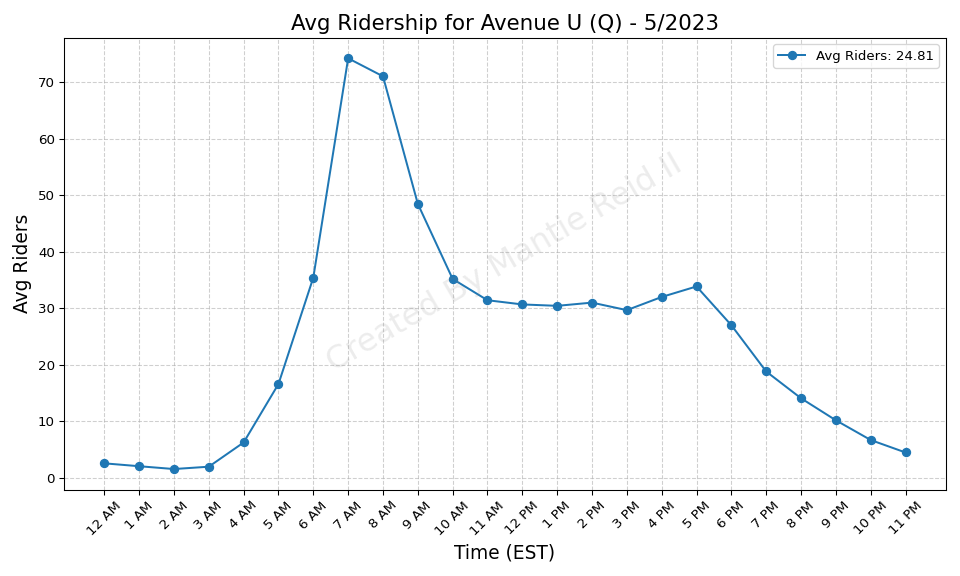 Avg Ridership for Avenue U (Q) - 5/2023
Avg Riders: 24.81
Avg Riders
70
60
50
40
30
20
10
0
Created By Mantie Reid II
12 AM
1 AM
2 AM
3 AM
4 AM
5 AM
6 AM
7 AM
8 AM
9 AM
10 AM
11 AM
12 PM
1 PM
2 PM
3 PM
4 PM
5 PM
6 PM
7 PM
8 PM
9 PM
10 PM
11 PM
Time (EST)